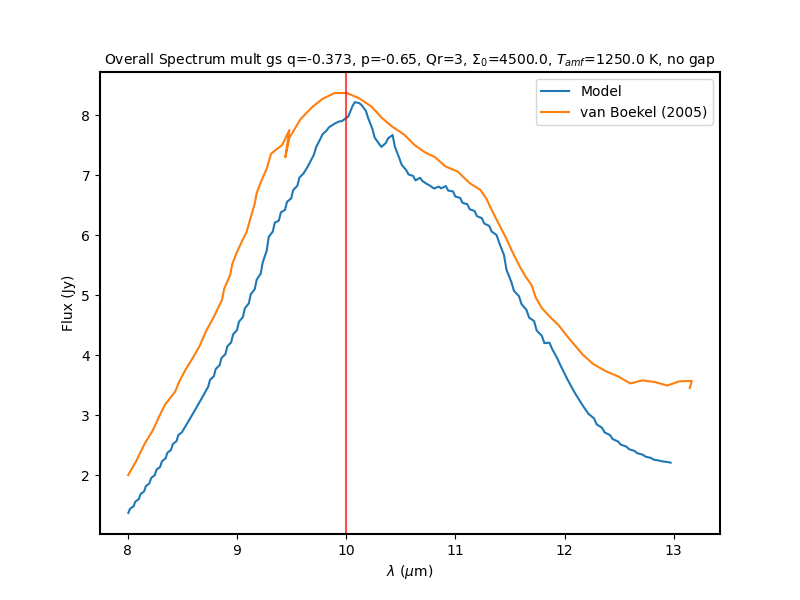 Overall Spectrum mult gs q=-0.373, p=-0.65, Qr=3, Σ₀=4500.0, T_amf=1250.0 K, no gap
Model
van Boekel (2005)
8
7
6
5
4
3
2
Flux (Jy)
8 9 10 11 12 13
λ (μm)